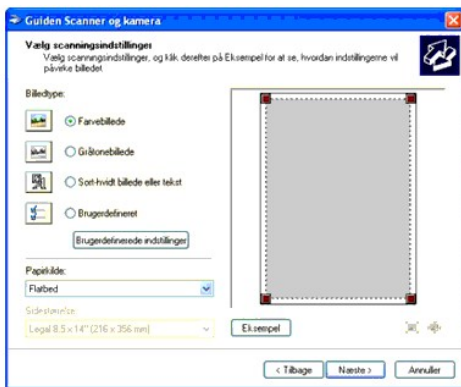 Guiden Scanner og kamera
Vælg scanningsindstillinger
Vælg scanningsindstillinger, og klik derefter på Eksempel for at se, hvordan indstillingerne vil
påvirke billedet.
Billedtype:
Farvebillede
Gråtonebillede
Sort-hvidt billede eller tekst
Brugerdefineret
Brugerdefinerede indstillinger
Papirkilde:
Flatbed
Sidestørrelse:
Legal 8.5 x 14" (216 x 356 mm)
Eksempel
< Tilbage
Næste >
Annuller